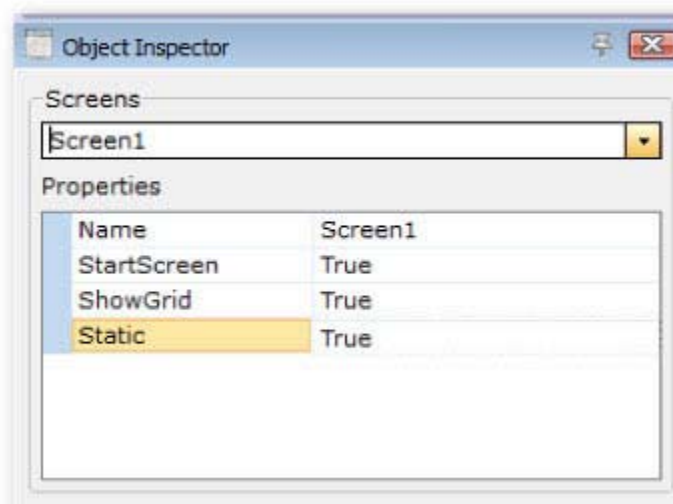 Object Inspector
Screens
Screen1
Properties
Name Screen1
StartScreen True
ShowGrid True
Static True